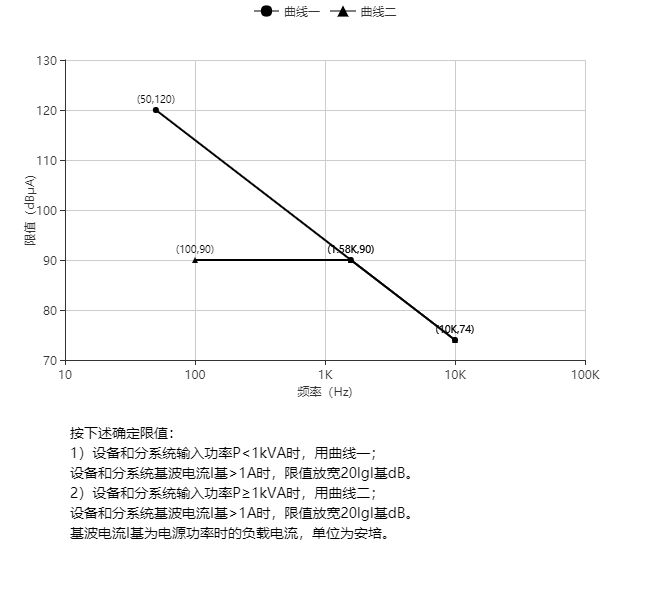 曲线一 曲线二
130
(50,120)
120
110
限值（dBμA)
100
(100,90) (1.58K,90)
90
80
(10K,74)
70
10 100 1K 10K 100K
频率（Hz)
按下述确定限值：
1）设备和分系统输入功率P<1kVA时，用曲线一；
设备和分系统基波电流I基>1A时，限值放宽20lgI基dB。
2）设备和分系统输入功率P≥1kVA时，用曲线二；
设备和分系统基波电流I基>1A时，限值放宽20lgI基dB。
基波电流I基为电源功率时的负载电流，单位为安培。